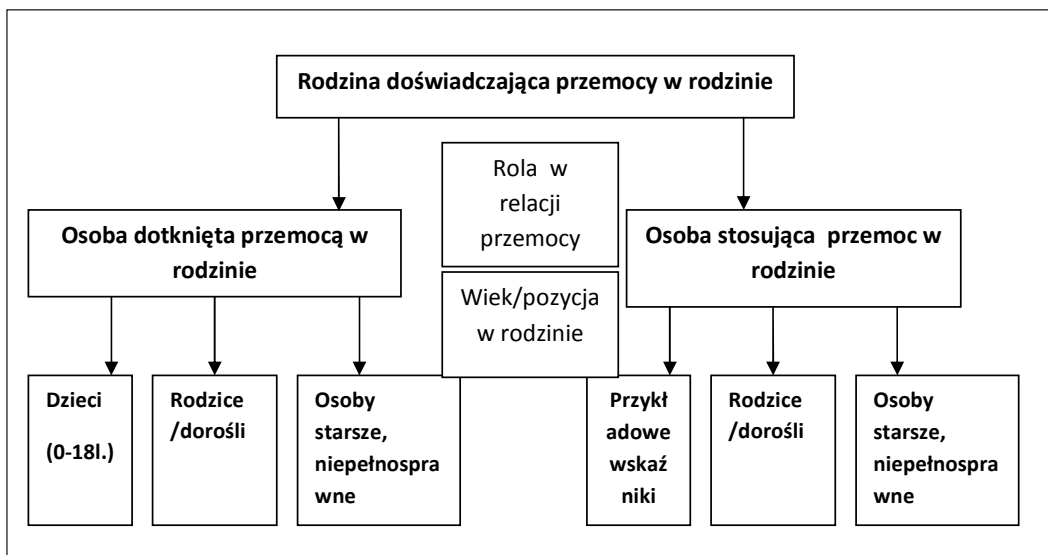 Rodzina doświadczająca przemocy w rodzinie
Rola w
relacji
przemocy
Osoba dotknięta przemocą w
rodzinie
Osoba stosująca przemoc w
rodzinie
Wiek/pozycja
w rodzinie
Dzieci
(0-18l.)
Rodzice
/dorośli
Osoby
starsze,
niepełnospra
wne
Przykł
adowe
wskaź
niki
Rodzice
/dorośli
Osoby
starsze,
niepełnospra
wne